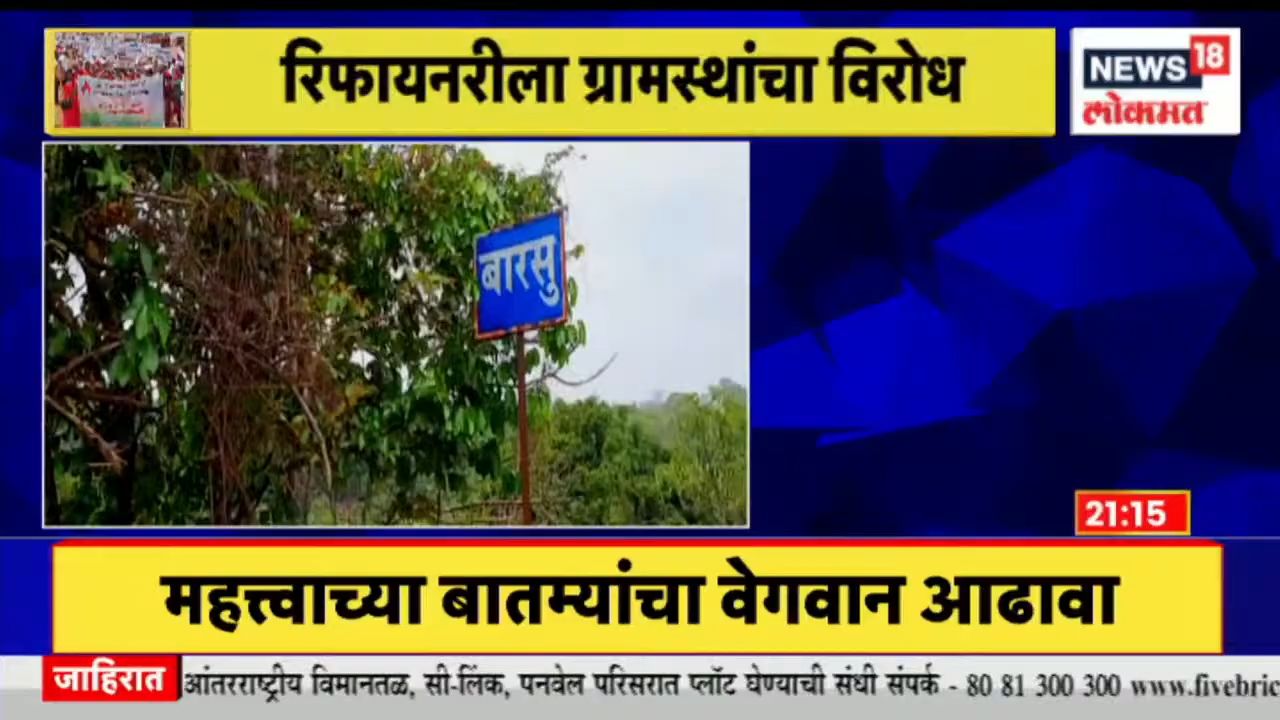 रिफायनरीला ग्रामस्थांचा विरोध
NEWS 18
लोकमत
बारसु
21:15
महत्त्वाच्या बातम्यांचा वेगवान आढावा
जाहिरात आंतरराष्ट्रीय विमानतळ, सी-लिंक, पनवेल परिसरात प्लॉट घेण्याची संधी संपर्क - 80 81 300 300 www.fivebric